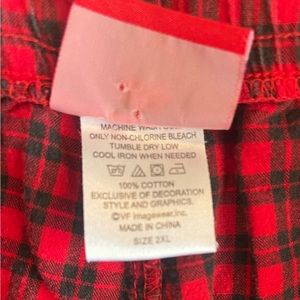 MACHINE WASH
ONLY NON-CHLORINE BLEACH
TUMBLE DRY LOW
COOL IRON WHEN NEEDED
100% COTTON
EXCLUSIVE OF DECORATION
STYLE AND GRAPHICS.
©VF Imagewear,Inc.
MADE IN CHINA
SIZE 2XL